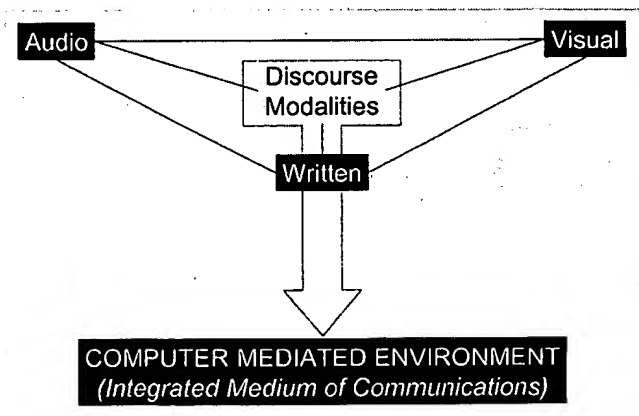 Audio
Visual
Discourse
Modalities
Written
COMPUTER MEDIATED ENVIRONMENT
(Integrated Medium of Communications)